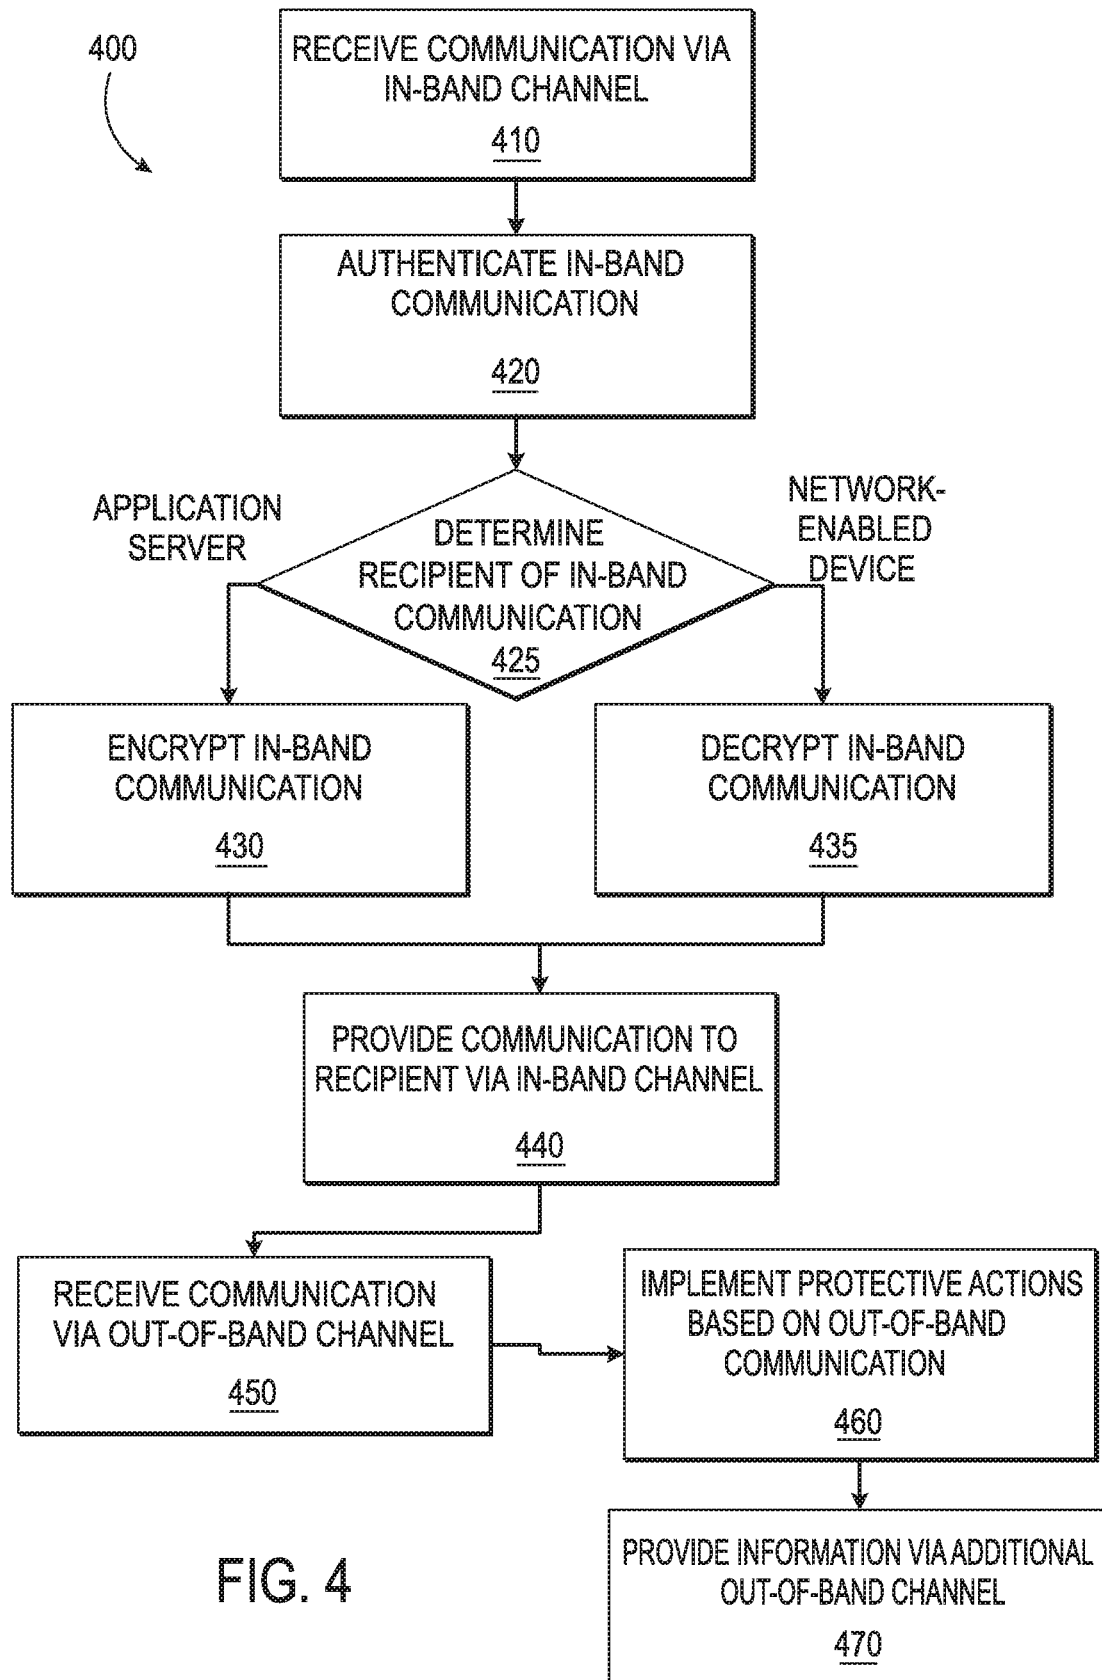 400
RECEIVE COMMUNICATION VIA
IN-BAND CHANNEL
410
AUTHENTICATE IN-BAND
COMMUNICATION
420
APPLICATION
SERVER
NETWORK-
ENABLED
DEVICE
DETERMINE
RECIPIENT OF IN-BAND
COMMUNICATION
425
ENCRYPT IN-BAND
COMMUNICATION
430
DECRYPT IN-BAND
COMMUNICATION
435
PROVIDE COMMUNICATION TO
RECIPIENT VIA IN-BAND CHANNEL
440
RECEIVE COMMUNICATION
VIA OUT-OF-BAND CHANNEL
450
IMPLEMENT PROTECTIVE ACTIONS
BASED ON OUT-OF-BAND
COMMUNICATION
460
PROVIDE INFORMATION VIA ADDITIONAL
OUT-OF-BAND CHANNEL
470
FIG. 4